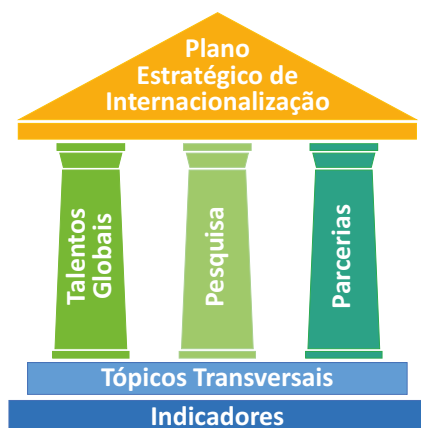 Plano
Estratégico de
Internacionalização
Talentos
Globais
Pesquisa
Parcerias
Tópicos Transversais
Indicadores